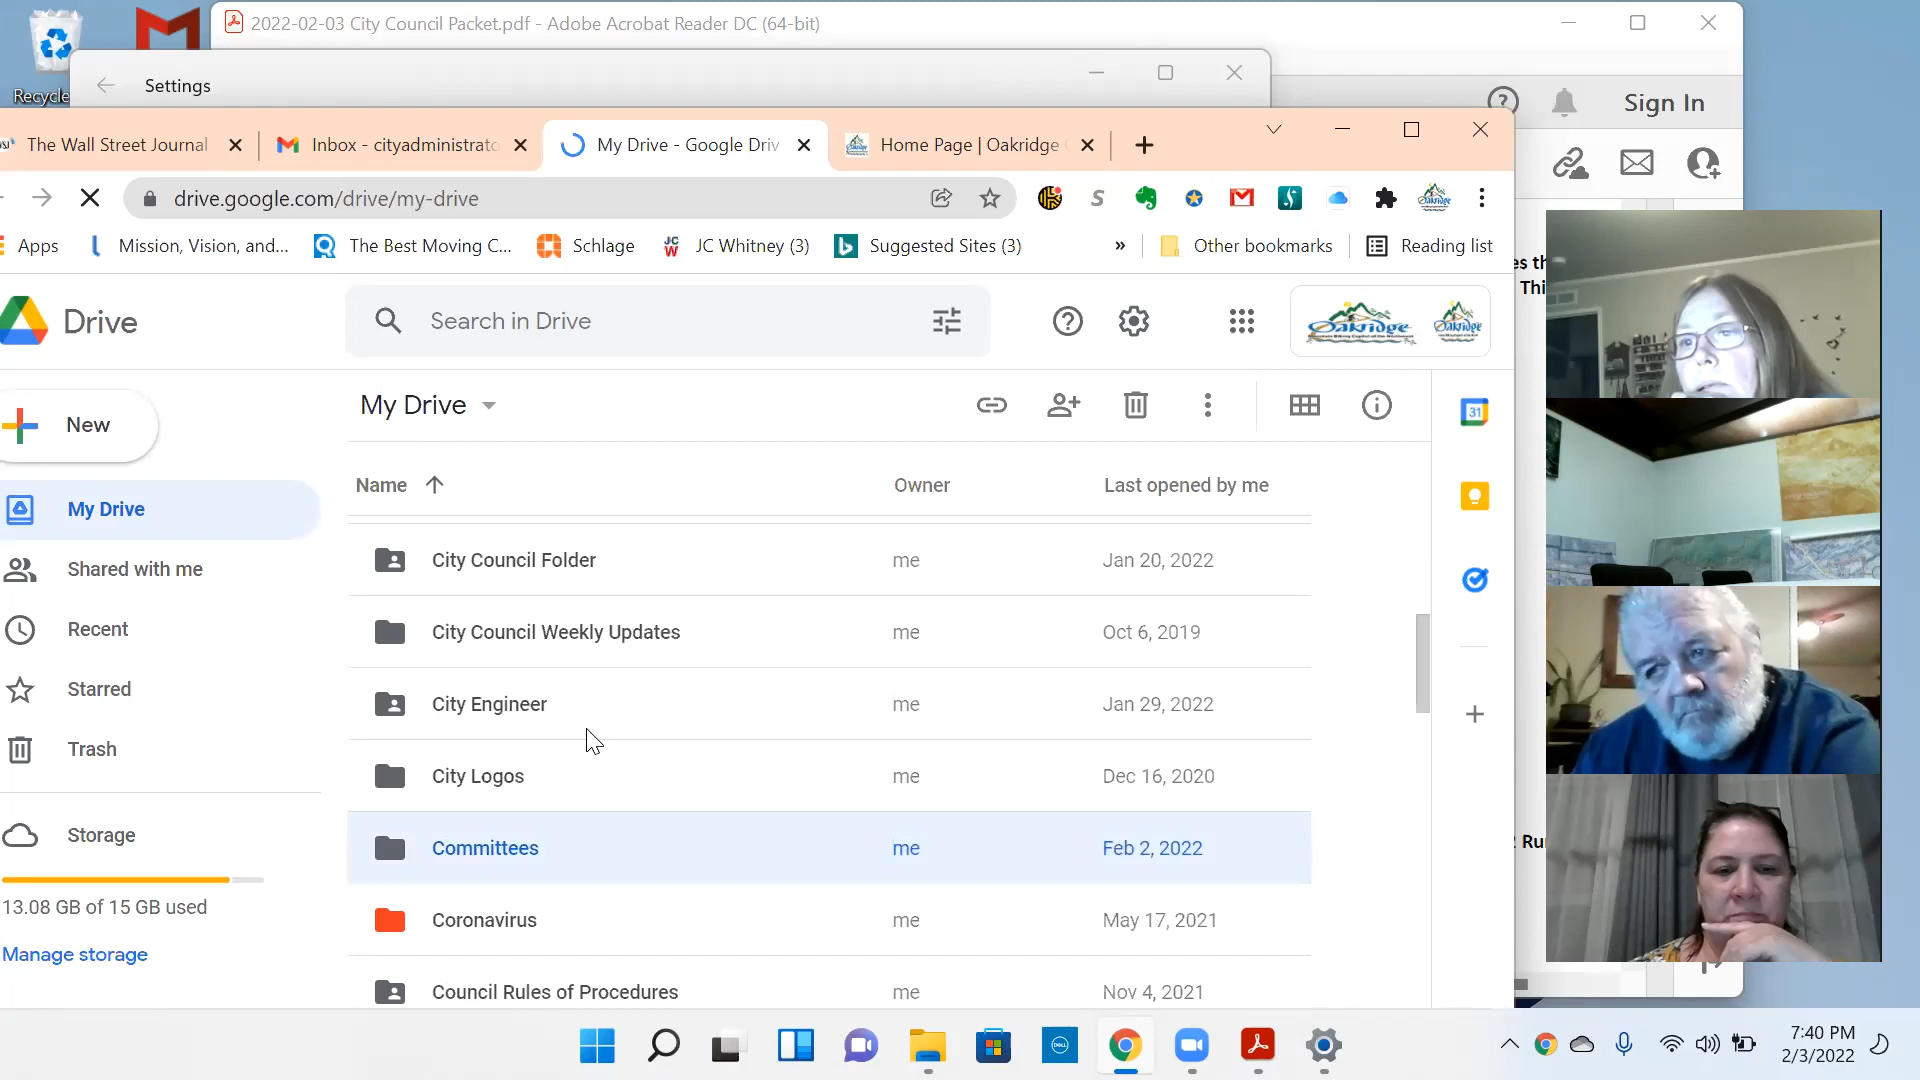 2022-02-03 City Council Packet.pdf - Adobe Acrobat Reader DC (64-bit)
Recycle
Settings
Sign In
The Wall Street Journal
Inbox - cityadministrato
My Drive - Google Driv
Home Page | Oakridge
drive.google.com/drive/my-drive
Apps
Mission, Vision, and...
The Best Moving C...
Schlage
JC Whitney (3)
Suggested Sites (3)
»
Other bookmarks
Reading list
es th
Thi
Drive
Search in Drive
Oakridge
New
My Drive
31
Name
Owner
Last opened by me
My Drive
Shared with me
Recent
Starred
Trash
Storage
13.08 GB of 15 GB used
Manage storage
City Council Folder me Jan 20, 2022
City Council Weekly Updates me Oct 6, 2019
City Engineer me Jan 29, 2022
City Logos me Dec 16, 2020
Committees me Feb 2, 2022
Coronavirus me May 17, 2021
Council Rules of Procedures me Nov 4, 2021
Ru
DELL
7:40 PM
2/3/2022